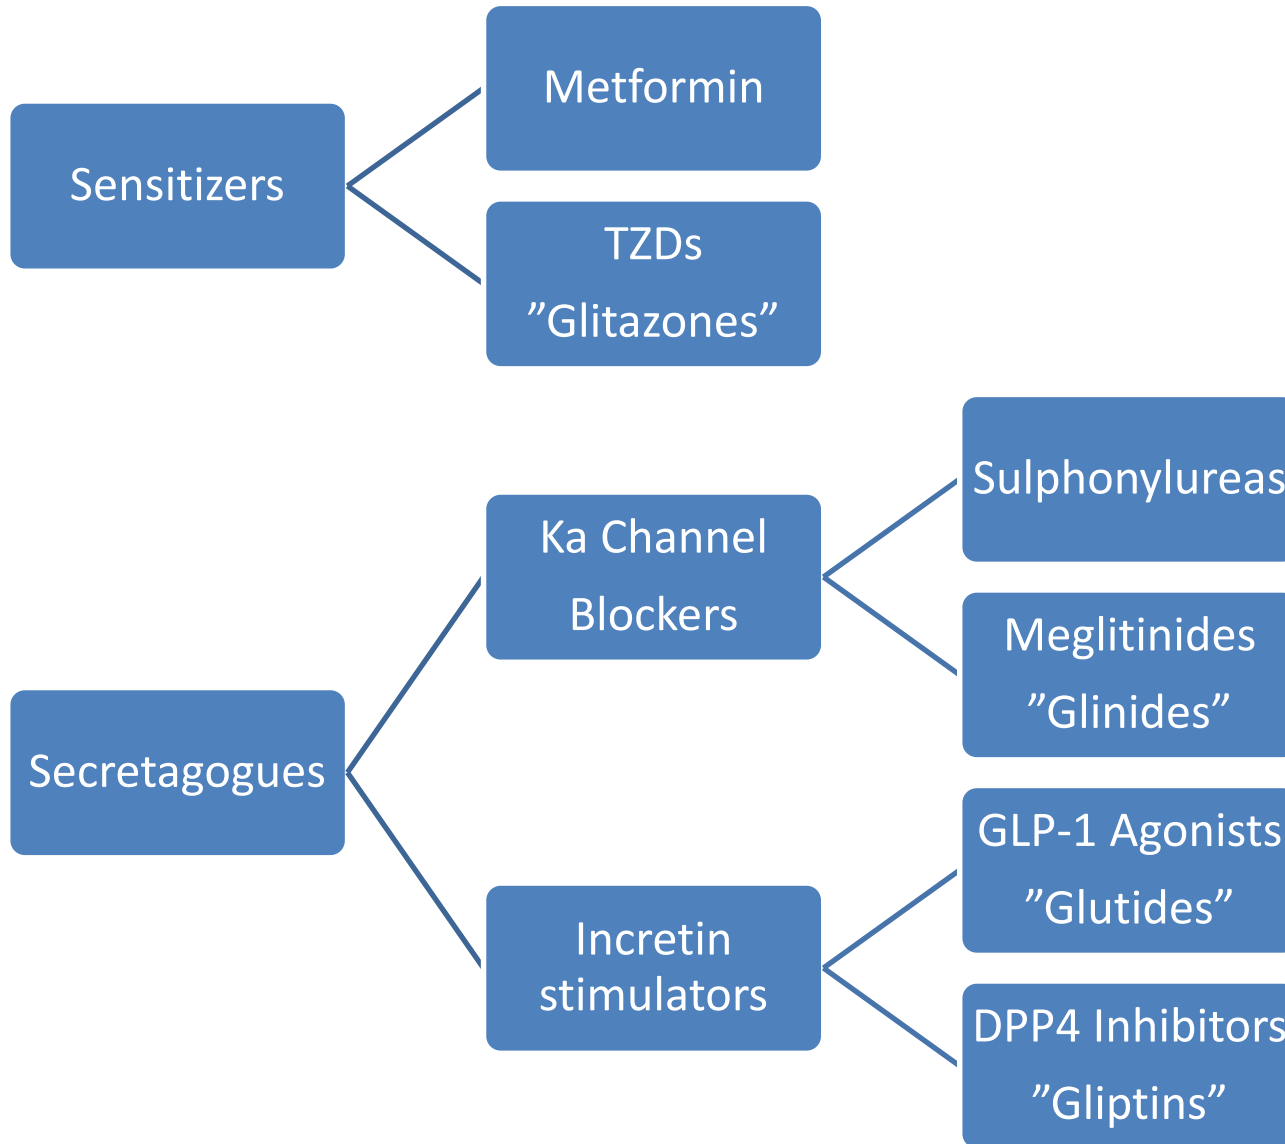 Metformin
Sensitizers
TZDs
”Glitazones”
Sulphonylureas
Ka Channel
Blockers
Meglitinides
”Glinides”
Secretagogues
GLP-1 Agonists
”Glutides”
Incretin
stimulators
DPP4 Inhibitors
”Gliptins”